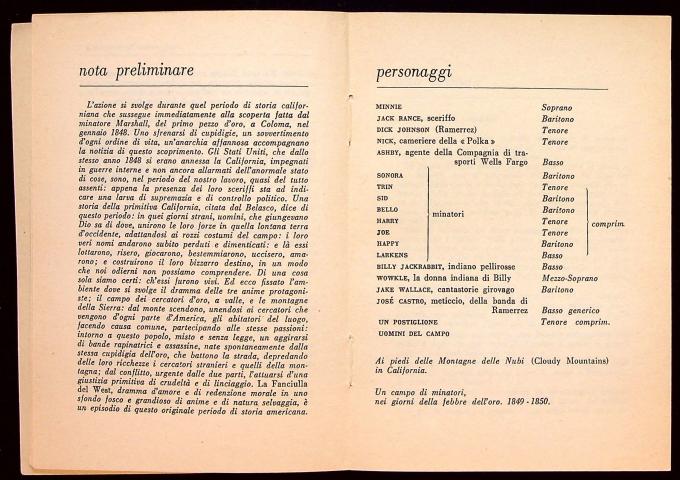 nota preliminare
L'azione si svolge durante quel periodo di storia califor-
niana che sussegue immediatamente alla scoperta fatta dal
minatore Marshall, del primo pezzo d'oro, a Coloma, nel
gennaio 1848. Uno sfrenarsi di cupidigie, un sovvertimento
d'ogni ordine di vita, un'anarchia affannosa accompagnano
la notizia di questo scoprimento. Gli Stati Uniti, che dallo
stesso anno 1848 si erano annessa la California, impegnati
in guerre interne e non ancora allarmati dell'anormale stato
di cose, sono, nel periodo del nostro lavoro, quasi del tutto
assenti: appena la presenza dei loro sceriffi sta ad indi-
care una larva di supremazia e di controllo politico. Una
storia della primitiva California, citata dal Belasco, dice di
questo periodo: in quei giorni strani, uomini, che giungevano
Dio sa di dove, unirono le loro forze in quella lontana terra
d'occidente, adattandosi ai rozzi costumi del campo: i loro
veri nomi andarono subito perduti e dimenticati: e là essi
lottarono, risero, giocarono, bestemmiarono, uccisero, ama-
rono; e costruirono il loro bizzarro destino, in un modo
che noi odierni non possiamo comprendere. Di una cosa
sola siamo certi: ch'essi furono vivi. Ed ecco fissato l'am-
biente dove si svolge il dramma delle tre anime protagoni-
ste; il campo dei cercatori d'oro, a valle, e le montagne
della Sierra: dal monte scendono, unendosi ai cercatori che
vengono d'ogni parte d'America, gli abitatori del luogo,
facendo causa comune, partecipando alle stesse passioni:
intorno a questo popolo, misto e senza legge, un aggirarsi
di bande rapinatrici e assassine, nate spontaneamente dalla
stessa cupidigia dell'oro, che battono la strada, depredando
delle loro ricchezze i cercatori stranieri e quelli della mon-
tagna; dal conflitto, urgente dalle due parti, l'attuarsi d'una
giustizia primitiva di crudeltà e di linciaggio. La Fanciulla
del West, dramma d'amore e di redenzione morale in uno
sfondo fosco e grandioso di anime e di natura selvaggia, è
un episodio di questo originale periodo di storia americana.
personaggi
MINNIE Soprano
JACK RANCE, sceriffo Baritono
DICK JOHNSON (Ramerrez) Tenore
NICK, cameriere della « Polka » Tenore
ASHBY, agente della Compagnia di tra-
sporti Wells Fargo Basso
SONORA Baritono
TRIN Tenore
SID Baritono
BELLO Baritono
minatori
HARRY Tenore
comprim.
JOE Tenore
HAPPY Baritono
LARKENS Basso
BILLY JACKRABBIT, indiano pellirosse Basso
WOWKLE, la donna indiana di Billy Mezzo-Soprano
JAKE WALLACE, cantastorie girovago Baritono
JOSÉ CASTRO, meticcio, della banda di
Ramerrez Basso generico
UN POSTIGLIONE Tenore comprim.
UOMINI DEL CAMPO
Ai piedi delle Montagne delle Nubi (Cloudy Mountains)
in California.
Un campo di minatori,
nei giorni della febbre dell'oro. 1849 - 1850.